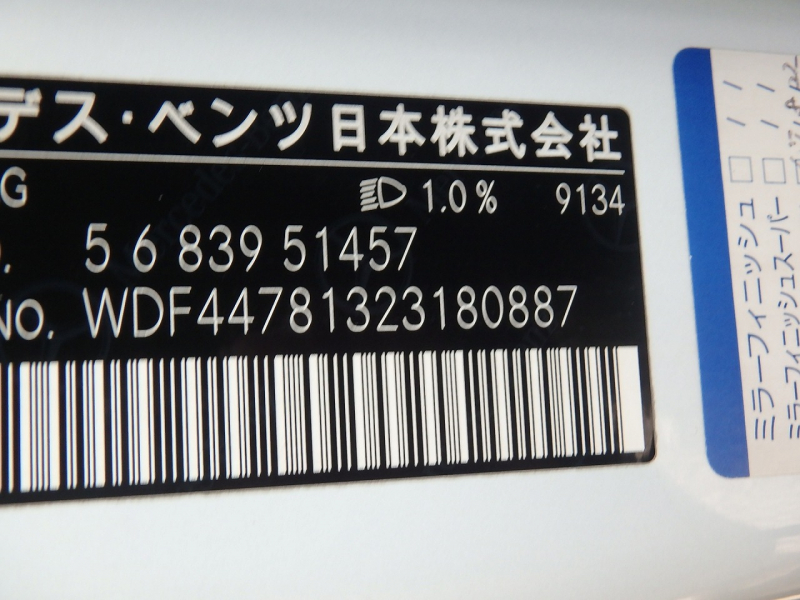 デス・ベンツ日本株式会社
G 1.0% 9134
56 839 51457
No. WDF44781323180887
ミラーフィニッシュ □ / /
ミラーフィニッシュスーパー □ / /